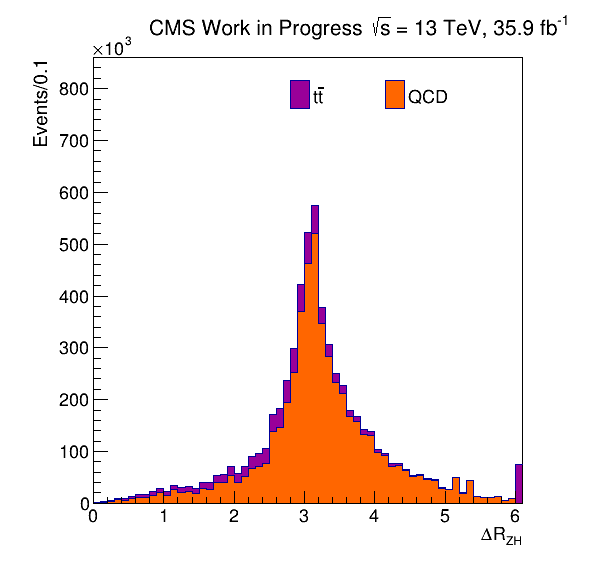 CMS Work in Progress √s = 13 TeV, 35.9 fb⁻¹
×10³
Events/0.1
tt̄
QCD
800
700
600
500
400
300
200
100
0
0 1 2 3 4 5 6
ΔR_ZH